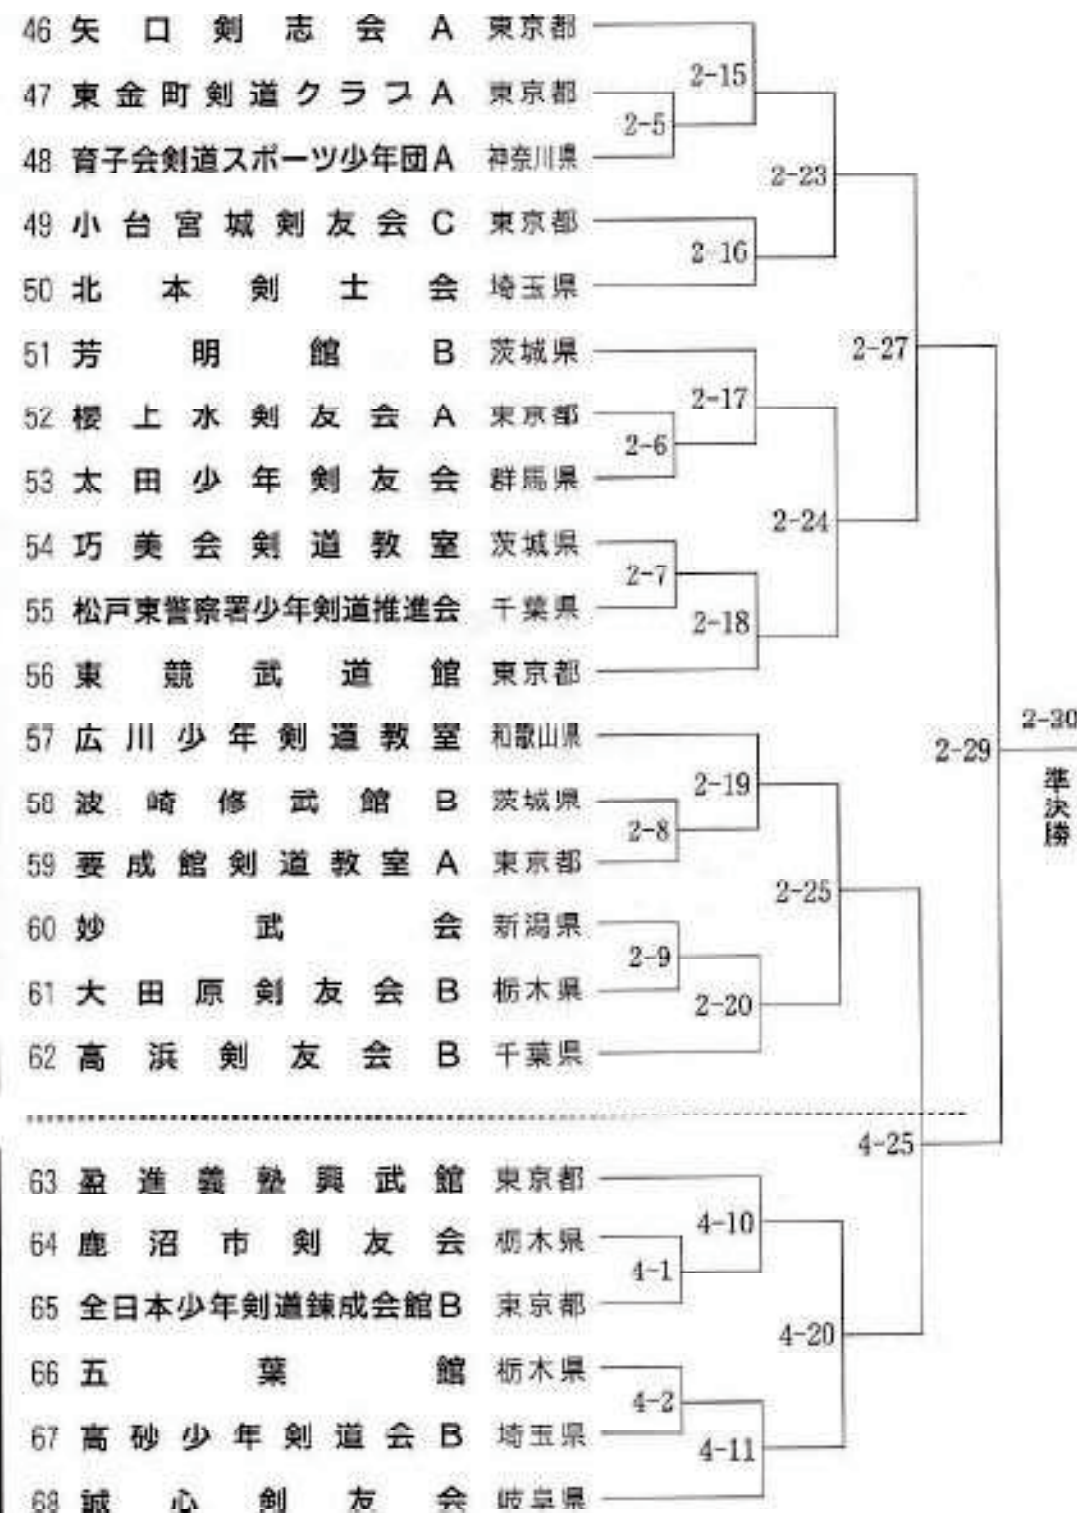 46 矢口剣志会A 東京都
47 東金町剣道クラブA 東京都
48 育子会剣道スポーツ少年団A 神奈川県
49 小台宮城剣友会C 東京都
50 北本剣士会 埼玉県
51 芳明館B 茨城県
52 櫻上水剣友会A 東京都
53 太田少年剣友会 群馬県
54 巧美会剣道教室 茨城県
55 松戸東警察署少年剣道推進会 千葉県
56 東競武道館 東京都
57 広川少年剣道教室 和歌山県
58 波崎修武館B 茨城県
59 要成館剣道教室A 東京都
60 妙武会 新潟県
61 大田原剣友会B 栃木県
62 高浜剣友会B 千葉県
63 盈進義塾興武館 東京都
64 鹿沼市剣友会 栃木県
65 全日本少年剣道錬成会館B 東京都
66 五葉館 栃木県
67 高砂少年剣道会B 埼玉県
68 誠心剣友会 岐阜県
2-5
2-6
2-7
2-8
2-9
4-1
4-2
2-15
2-16
2-17
2-18
2-19
2-20
4-10
4-11
2-23
2-24
2-25
4-20
2-27
4-25
2-29
2-30
準決勝